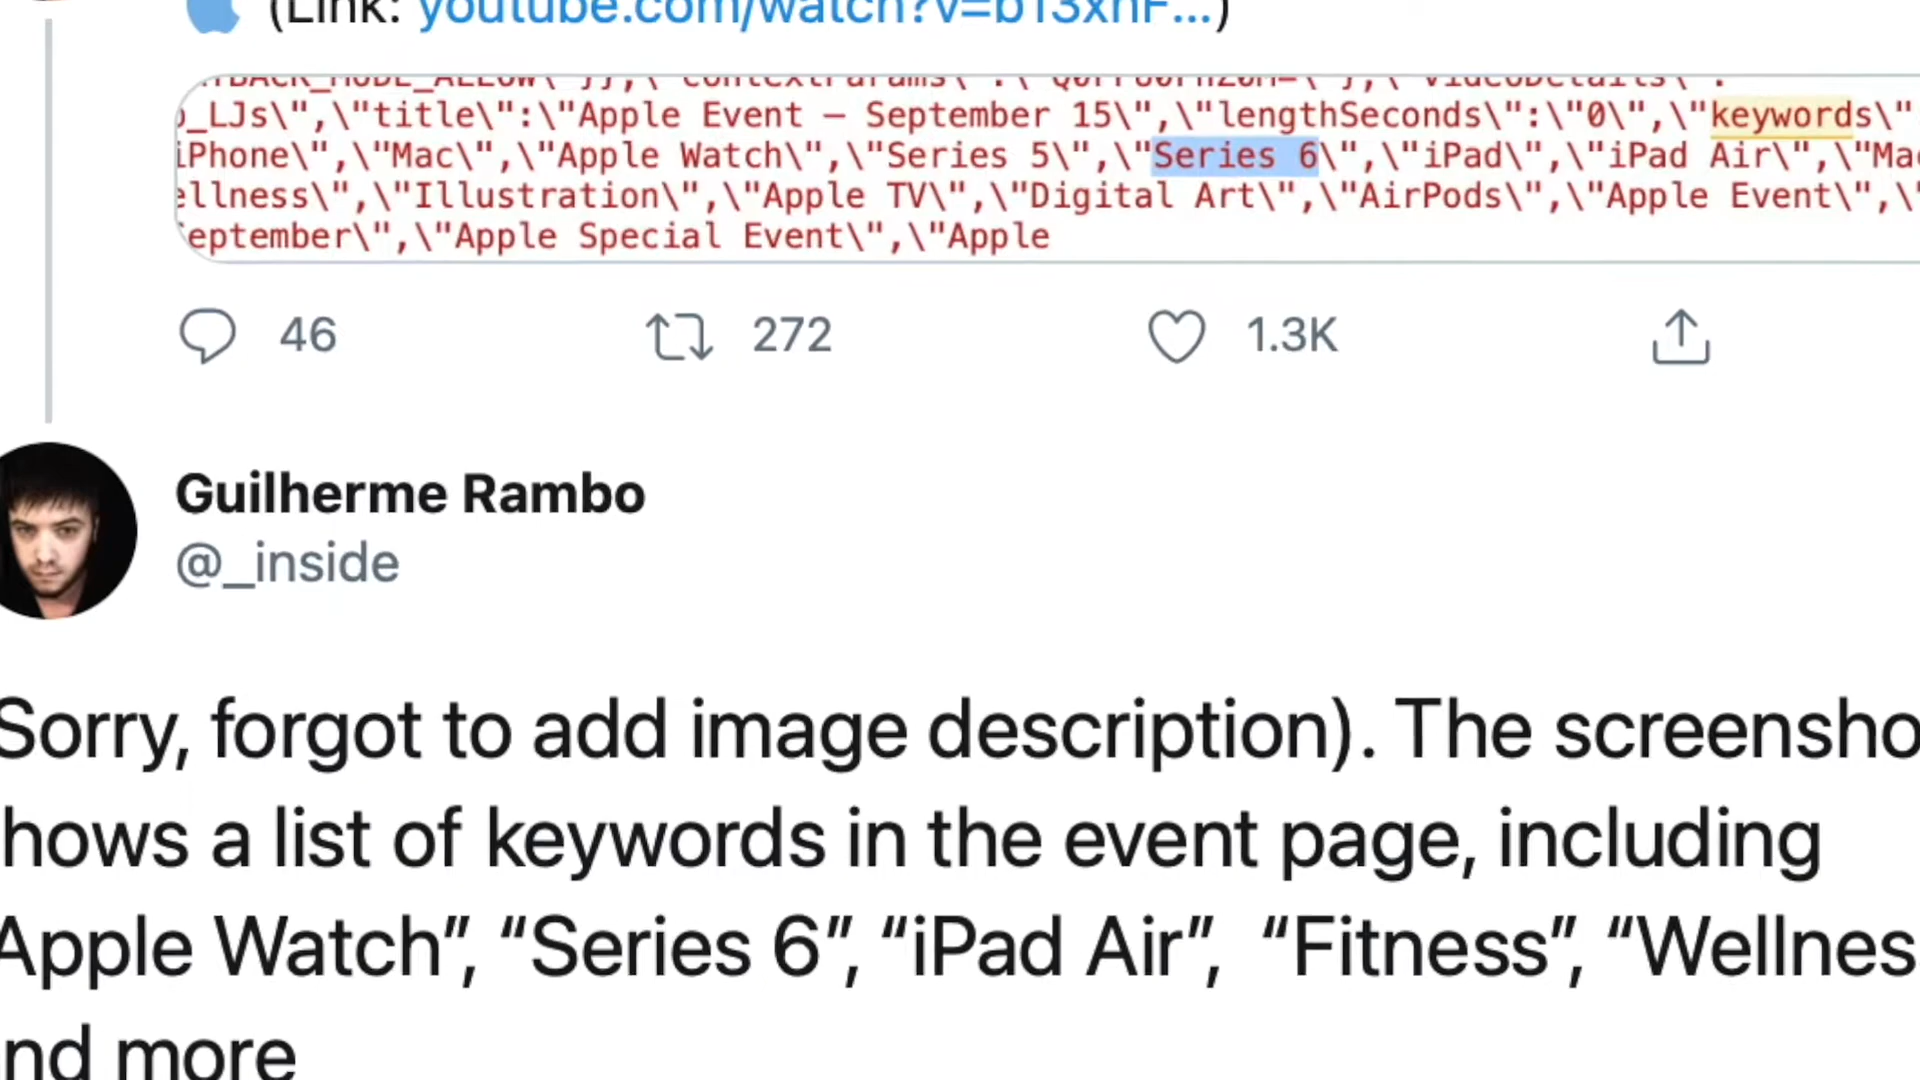 (Link: youtube.com/watch?v=b13xnF...)
_LJs\",\"title\":\"Apple Event – September 15\",\"lengthSeconds\":\"0\",\"keywords\"
iPhone\",\"Mac\",\"Apple Watch\",\"Series 5\",\"Series 6\",\"iPad\",\"iPad Air\",\"Mac
ellness\",\"Illustration\",\"Apple TV\",\"Digital Art\",\"AirPods\",\"Apple Event\",\"
eptember\",\"Apple Special Event\",\"Apple
46 272 1.3K
Guilherme Rambo
@_inside
Sorry, forgot to add image description). The screensho
hows a list of keywords in the event page, including
Apple Watch”, “Series 6”, “iPad Air”, “Fitness”, “Wellnes
nd more